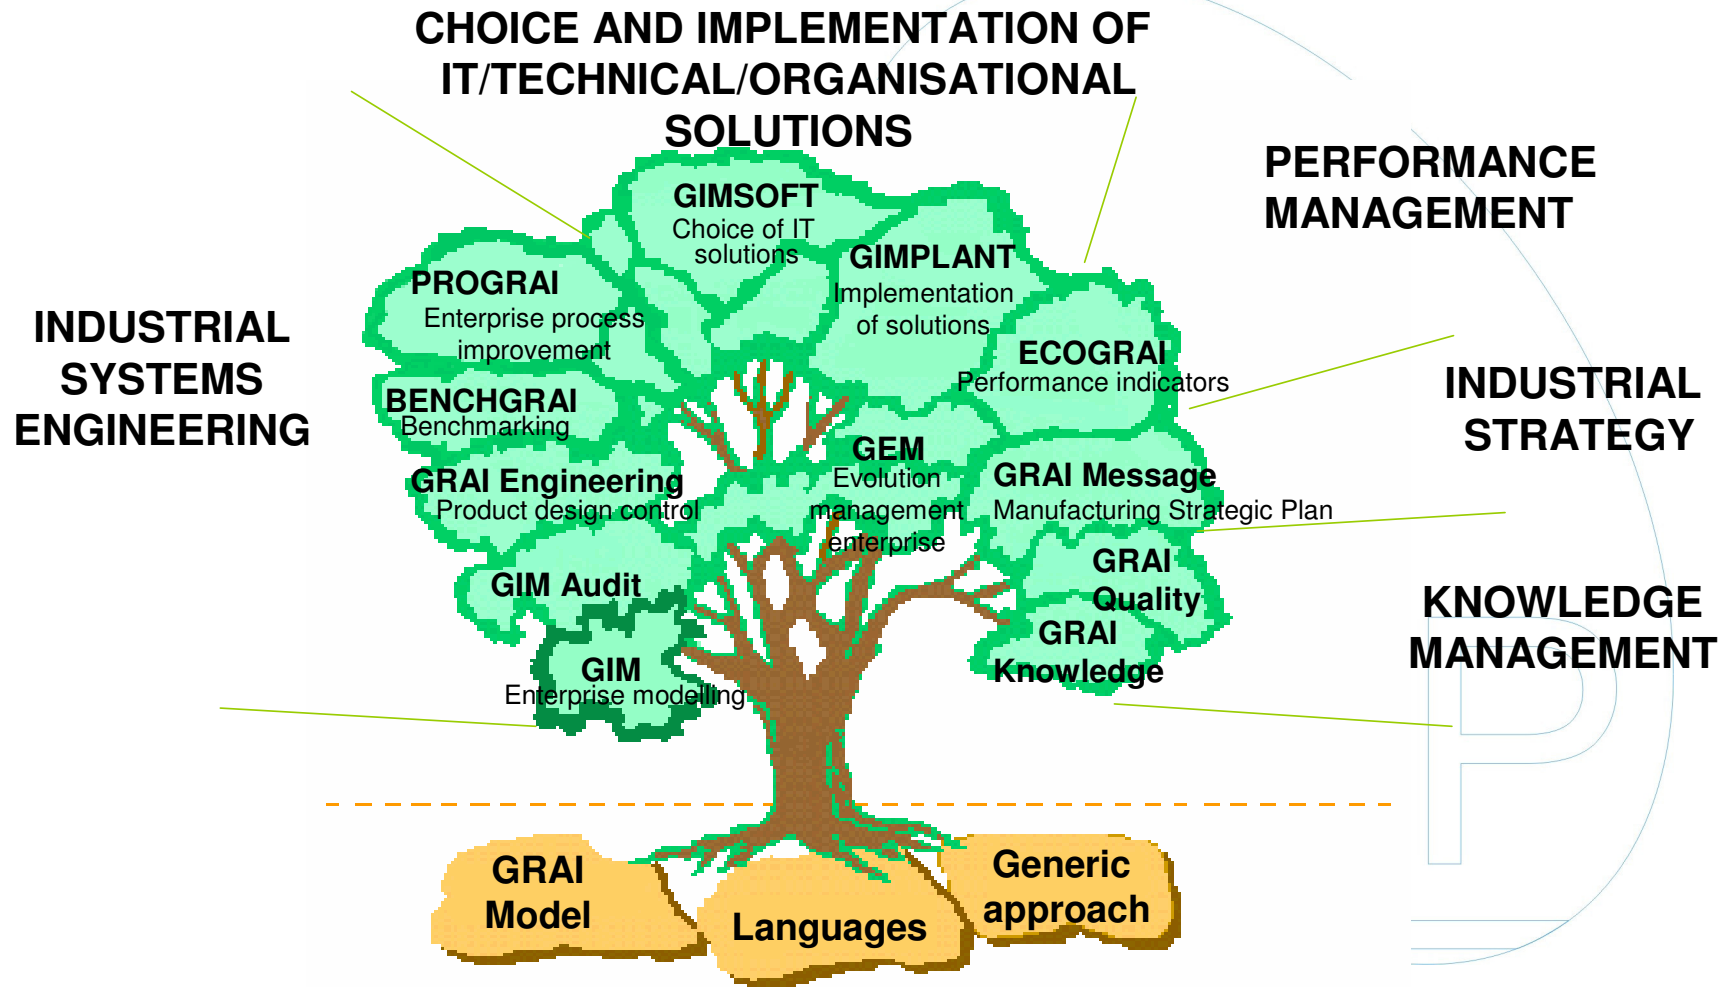 CHOICE AND IMPLEMENTATION OF
IT/TECHNICAL/ORGANISATIONAL
SOLUTIONS
PERFORMANCE
MANAGEMENT
INDUSTRIAL
SYSTEMS
ENGINEERING
INDUSTRIAL
STRATEGY
KNOWLEDGE
MANAGEMENT
GIMSOFT
Choice of IT
solutions
GIMPLANT
Implementation
of solutions
PROGRAI
Enterprise process
improvement
ECOGRAI
Performance indicators
BENCHGRAI
Benchmarking
GEM
Evolution
management
enterprise
GRAI Engineering
Product design control
GRAI Message
Manufacturing Strategic Plan
GIM Audit
GRAI
Quality
GRAI
Knowledge
GIM
Enterprise modelling
GRAI
Model
Languages
Generic
approach